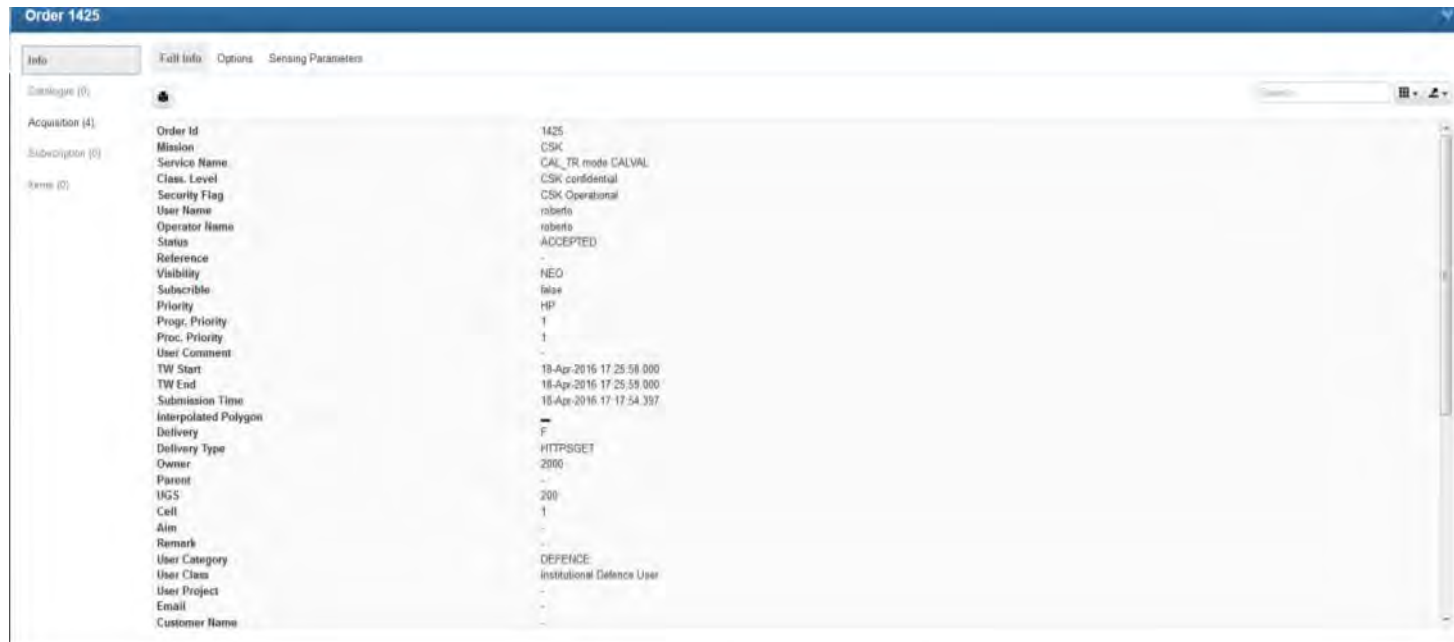 Order 1425
Info
Full Info Options Sensing Parameters
Catalogue (0)
Search
Acquisition (4)
Subscription (0)
Items (0)
Order Id 1425
Mission CSK
Service Name CAL_TR mode CALVAL
Class. Level CSK confidential
Security Flag CSK Operational
User Name roberto
Operator Name roberto
Status ACCEPTED
Reference -
Visibility NEO
Subscrible false
Priority HP
Progr. Priority 1
Proc. Priority 1
User Comment -
TW Start 18-Apr-2016 17:25:58.000
TW End 18-Apr-2016 17:25:59.000
Submission Time 18-Apr-2016 17:17:54.397
Interpolated Polygon
Delivery F
Delivery Type HTTPSGET
Owner 2000
Parent -
UGS 200
Cell 1
Aim -
Remark -
User Category DEFENCE
User Class Institutional Defence User
User Project -
Email -
Customer Name -